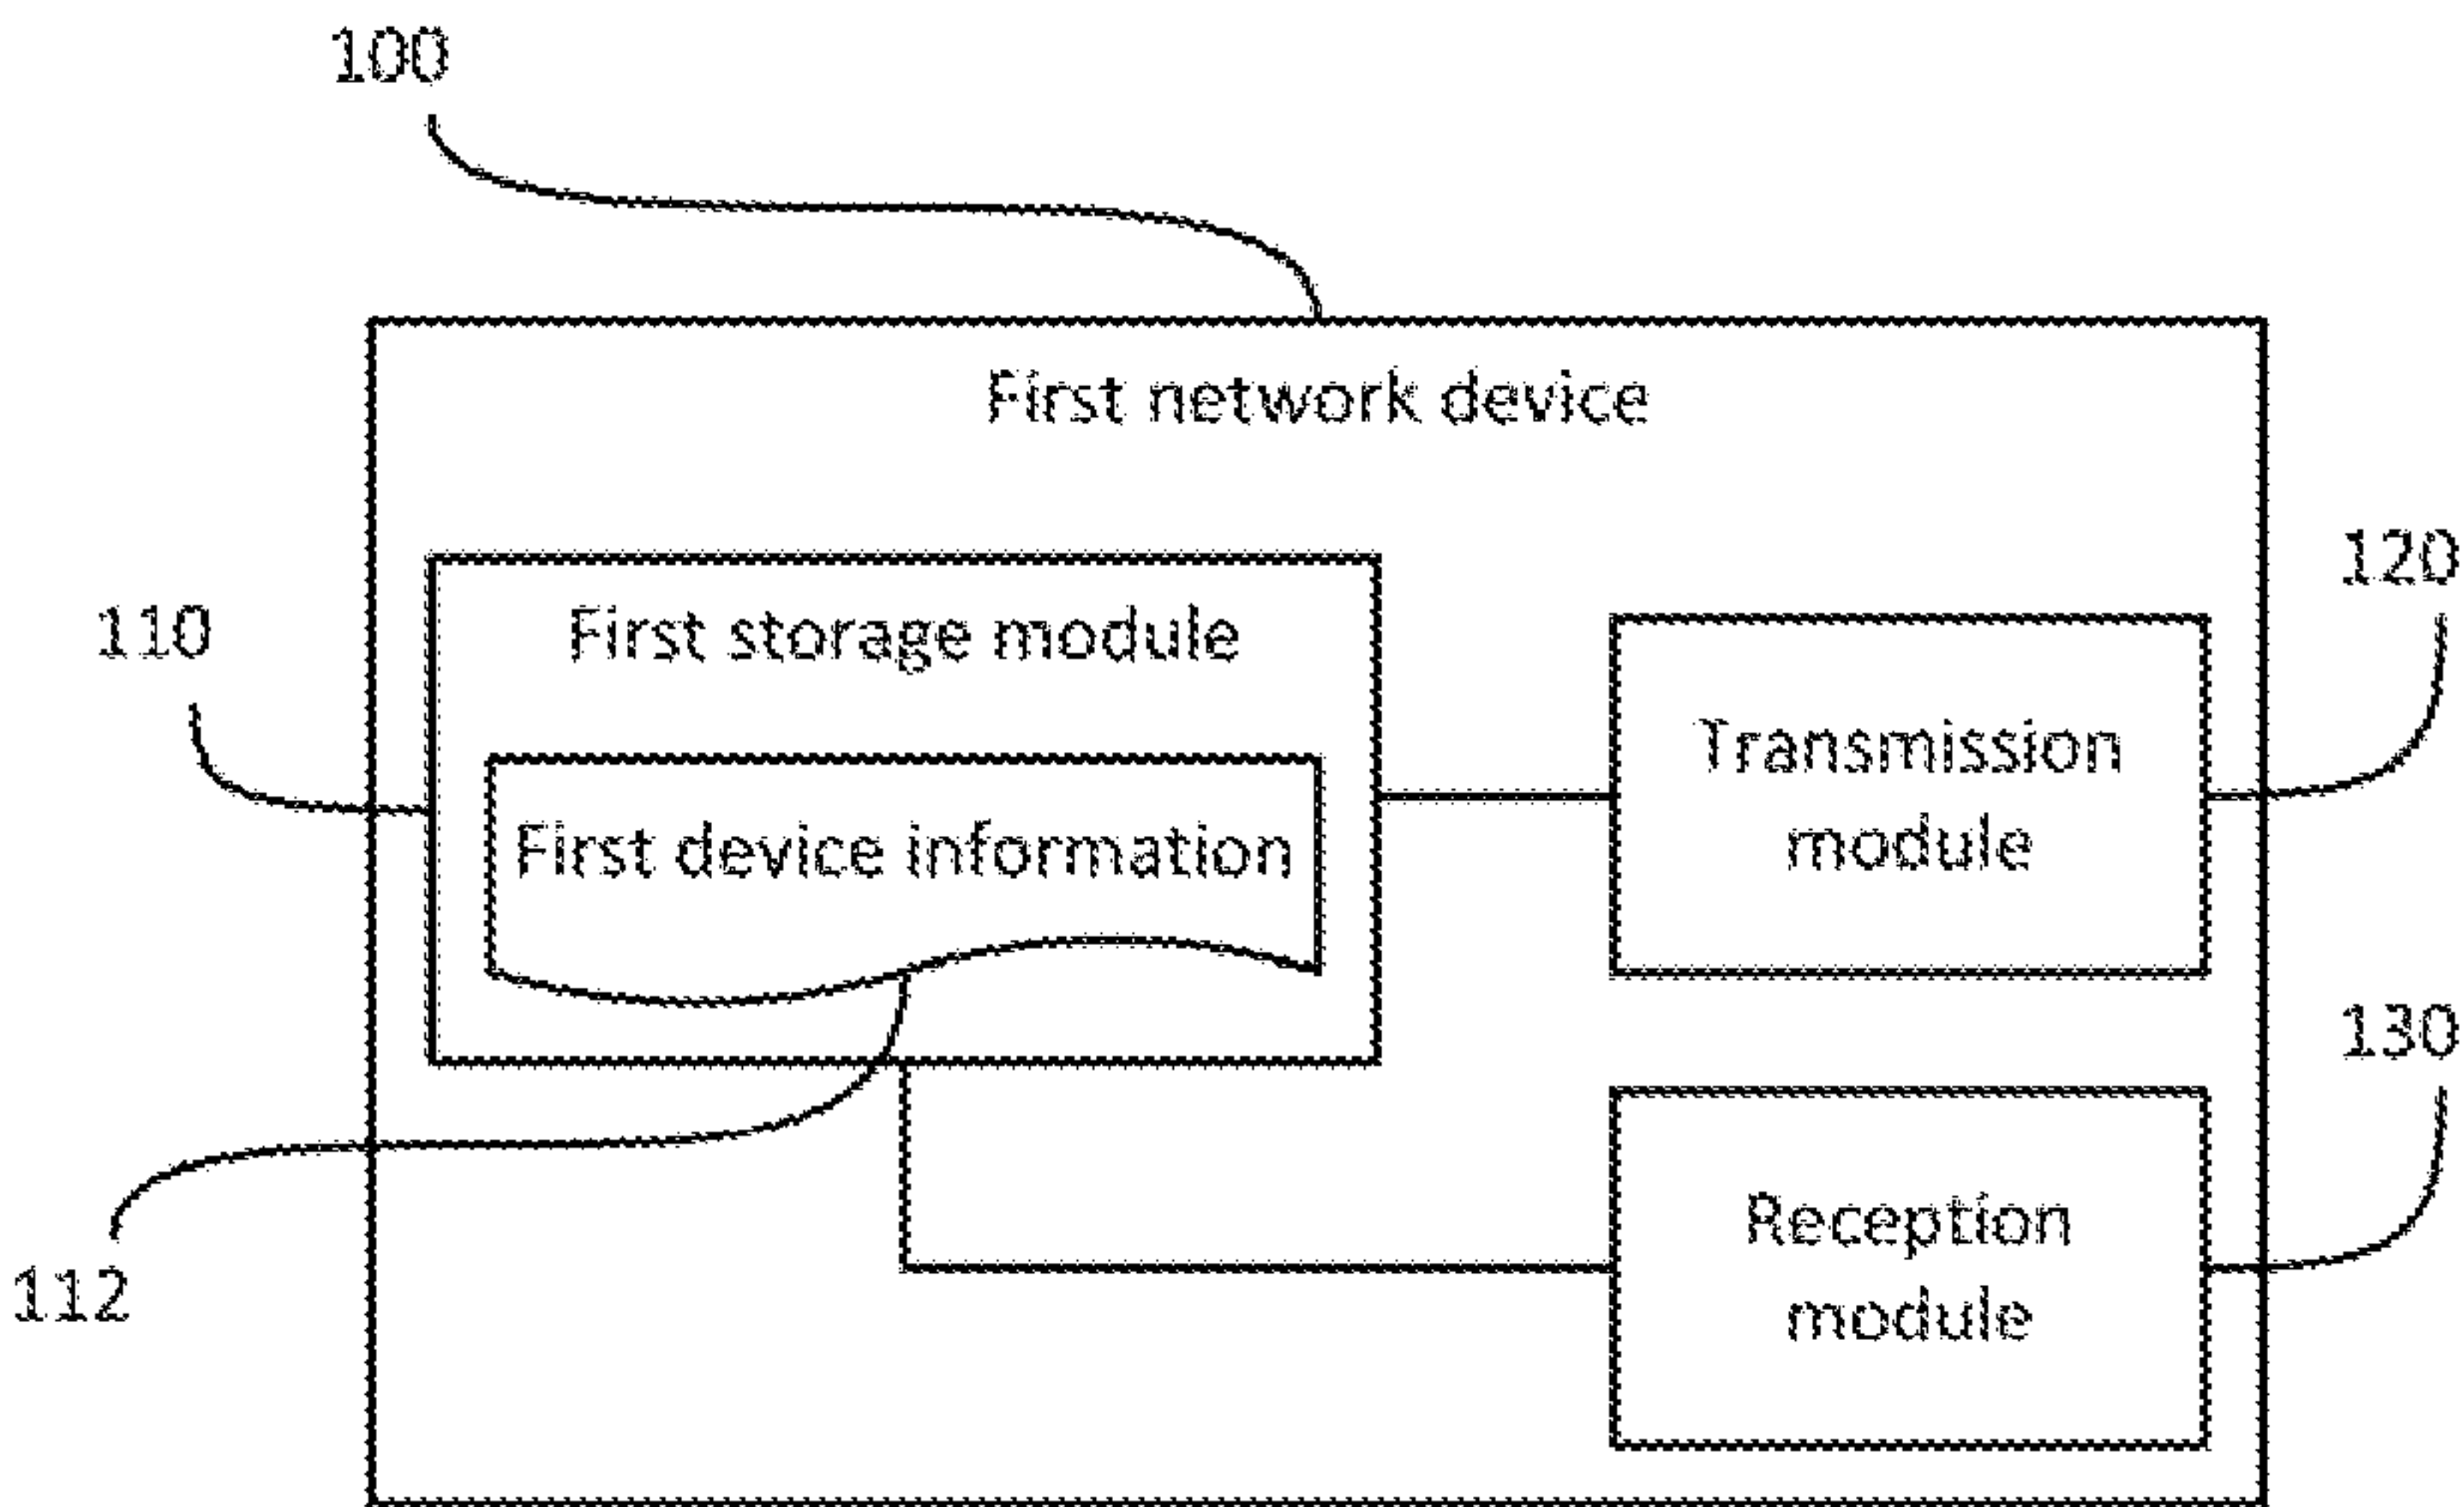 100
First network device
120
110
First storage module
Transmission
module
First device information
130
Reception
module
112